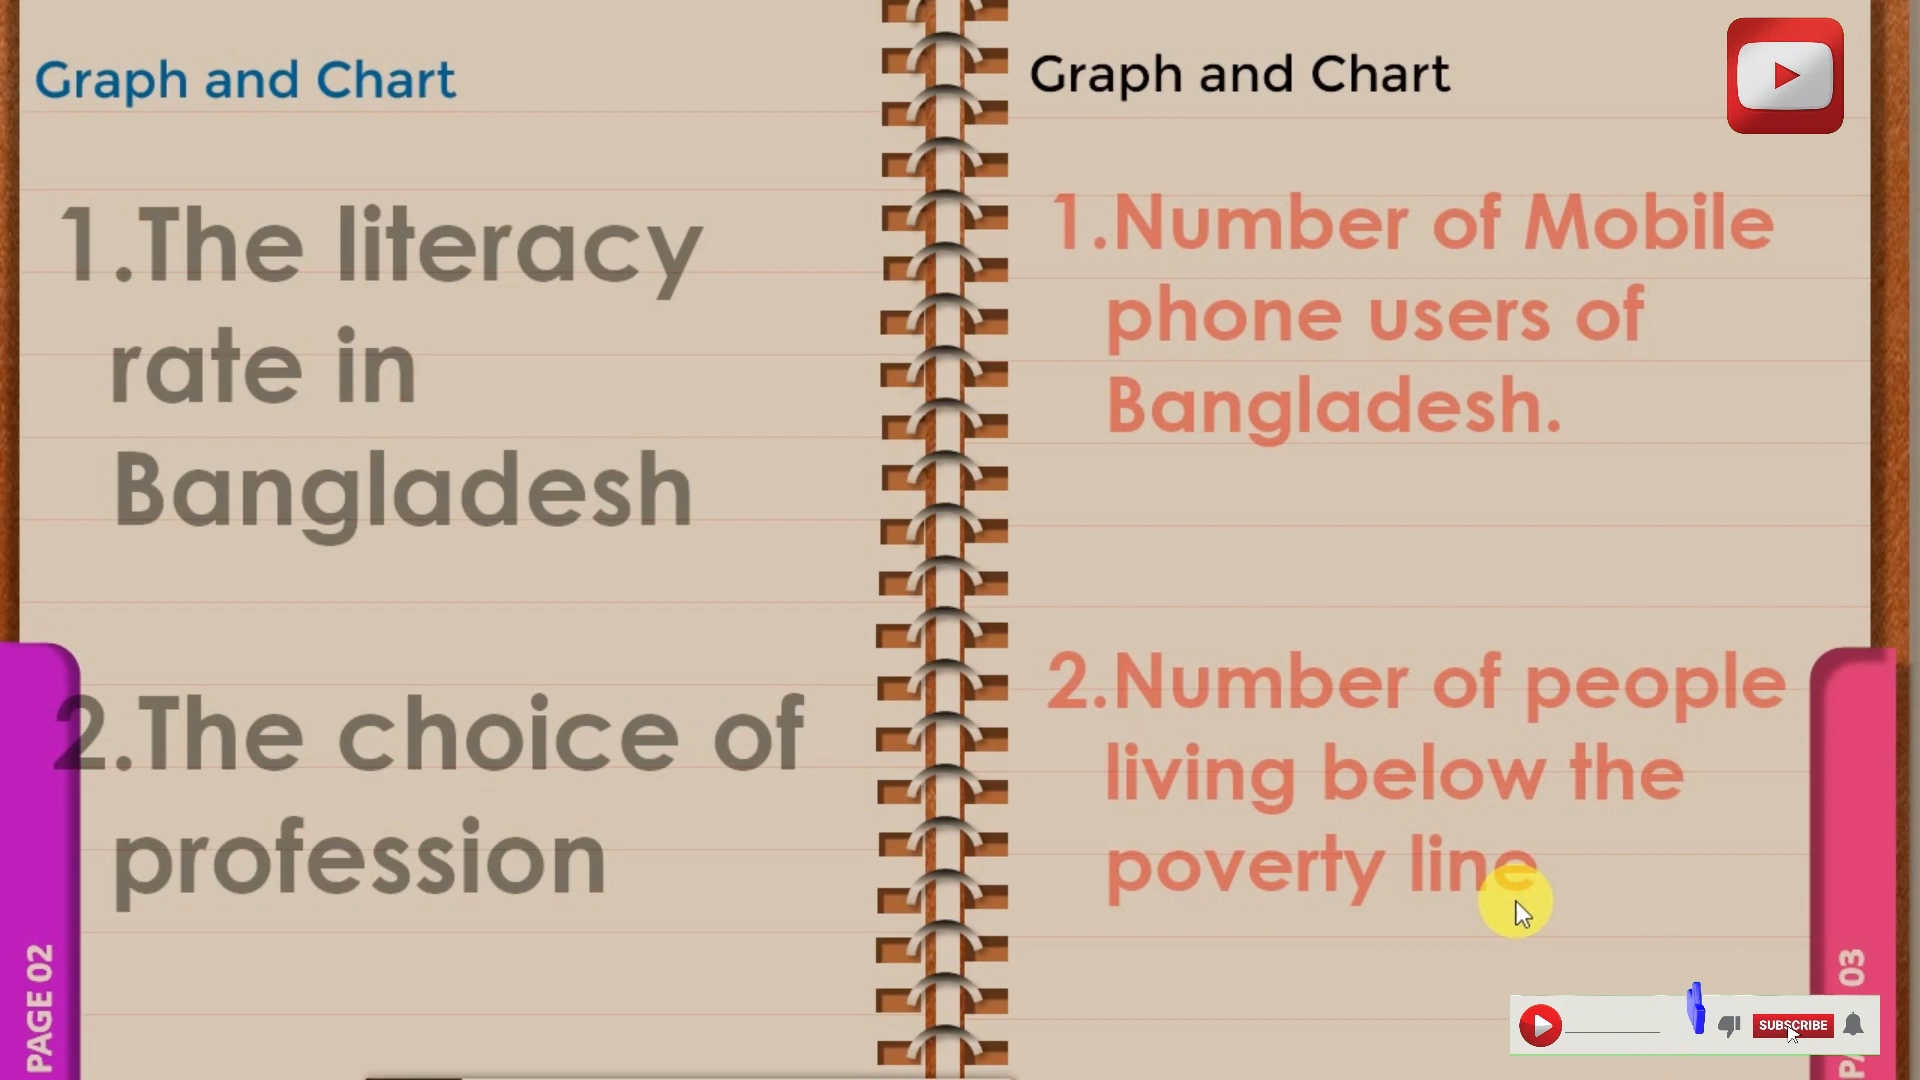 Graph and Chart
1.The literacy
rate in
Bangladesh
2.The choice of
profession
PAGE 02
Graph and Chart
1.Number of Mobile
phone users of
Bangladesh.
2.Number of people
living below the
poverty line
03
SUBSCRIBE